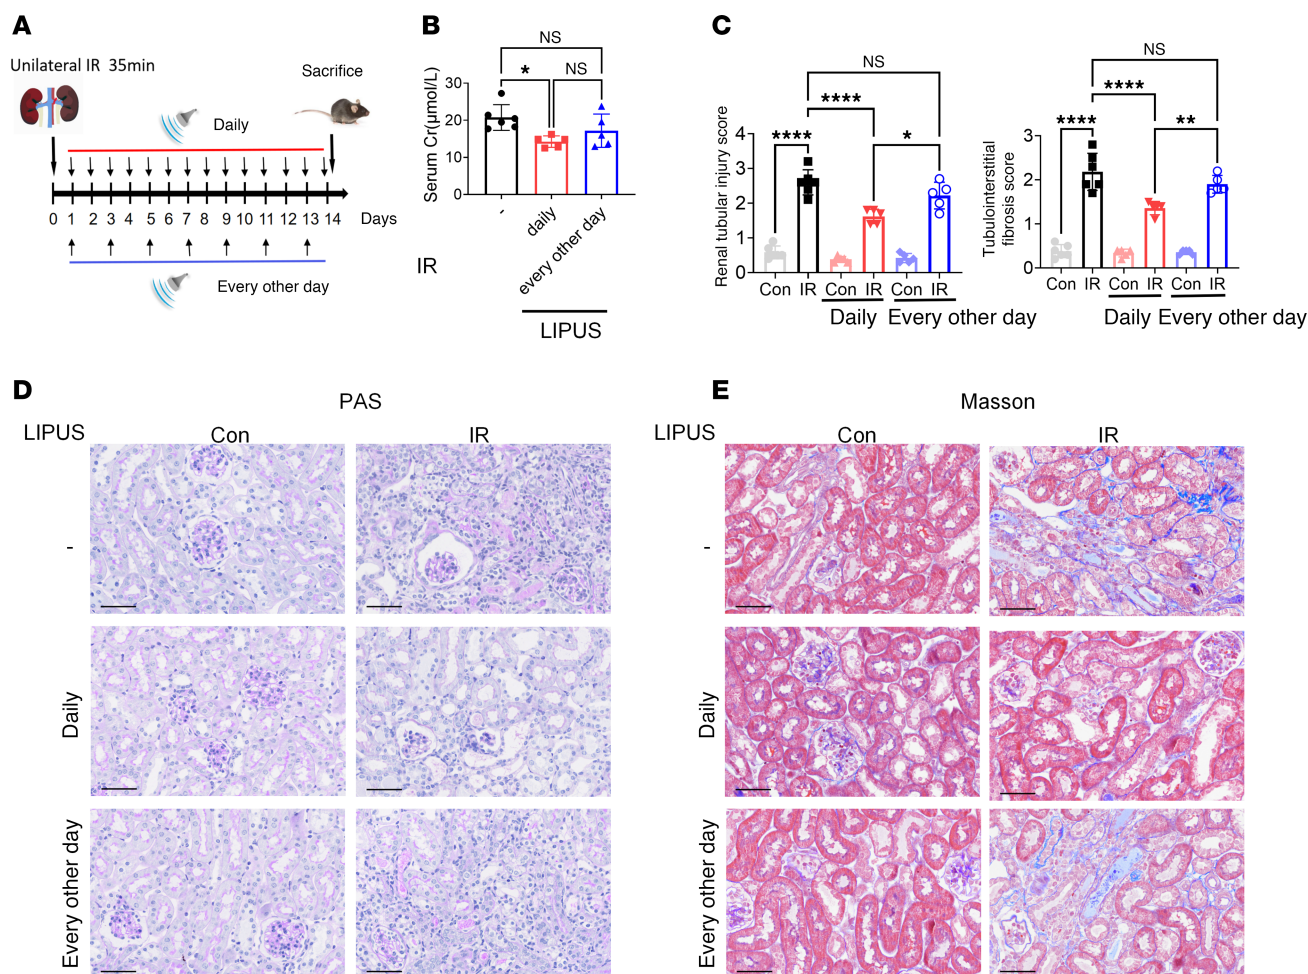 A
Unilateral IR 35min
Sacrifice
Daily
0 1 2 3 4 5 6 7 8 9 10 11 12 13 14 Days
Every other day
B
NS
* NS
Serum Cr(μmol/L)
30
20
10
0
- daily every other day
IR
LIPUS
C
NS
****
**** *
Renal tubular injury score
4
3
2
1
0
Con IR Con IR Con IR
Daily Every other day
NS
****
**** **
Tubulointerstitial
fibrosis score
3
2
1
0
Con IR Con IR Con IR
Daily Every other day
D
PAS
LIPUS Con IR
-
Daily
Every other day
E
Masson
LIPUS Con IR
-
Daily
Every other day